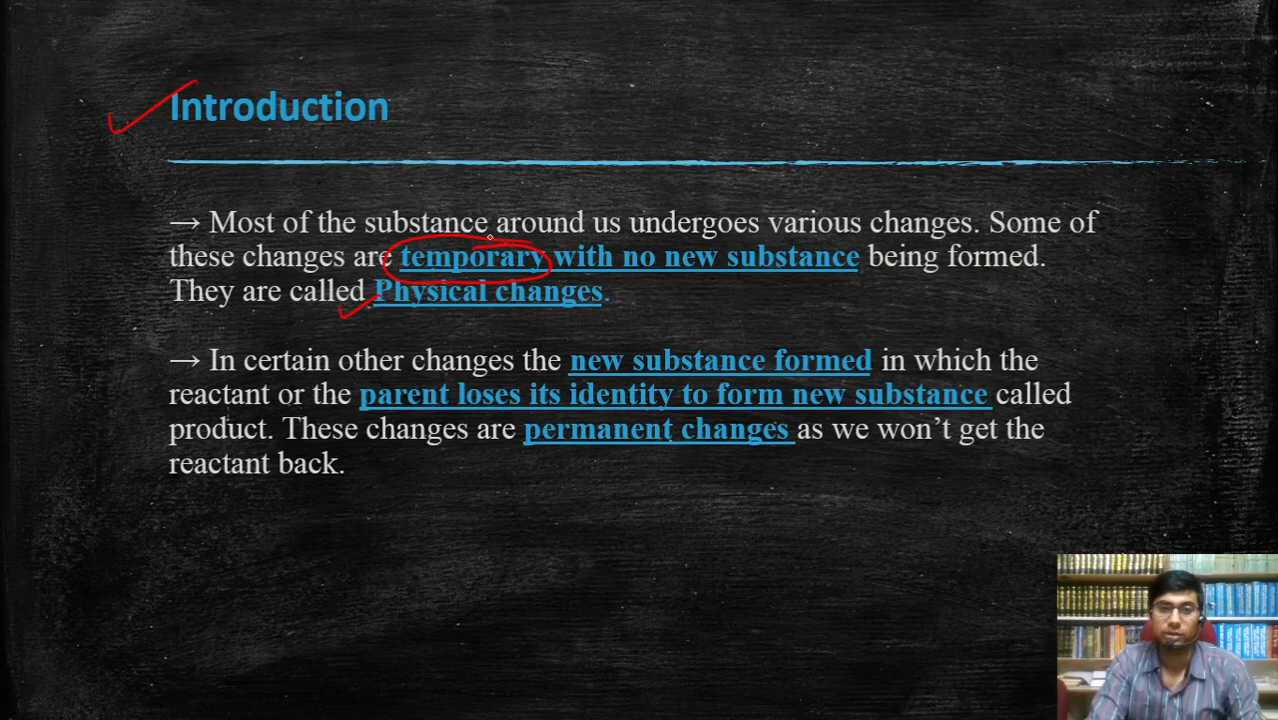 Introduction
→ Most of the substance around us undergoes various changes. Some of
these changes are temporary with no new substance being formed.
They are called Physical changes.
→ In certain other changes the new substance formed in which the
reactant or the parent loses its identity to form new substance called
product. These changes are permanent changes as we won’t get the
reactant back.